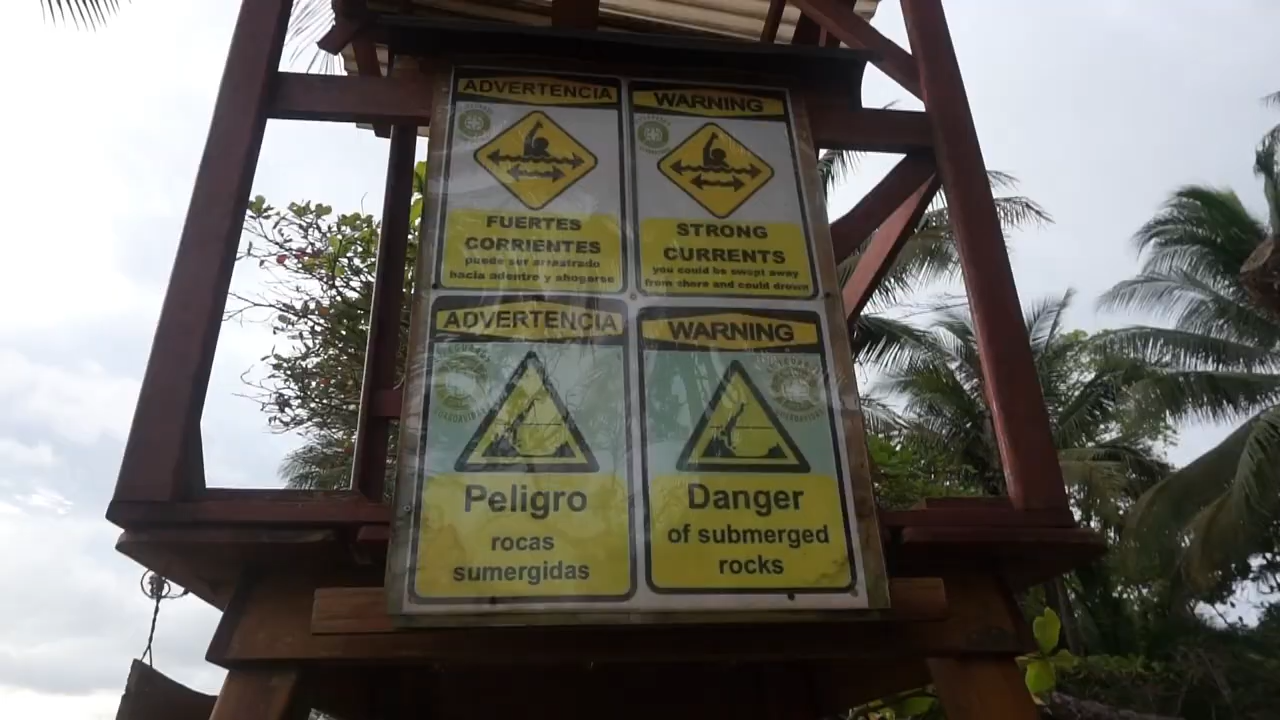 ADVERTENCIA
FUERTES
CORRIENTES
puede ser arrastrado
hacia adentro y ahogarse
WARNING
STRONG
CURRENTS
you could be swept away
from shore and could drown
ADVERTENCIA
Peligro
rocas
sumergidas
WARNING
Danger
of submerged
rocks